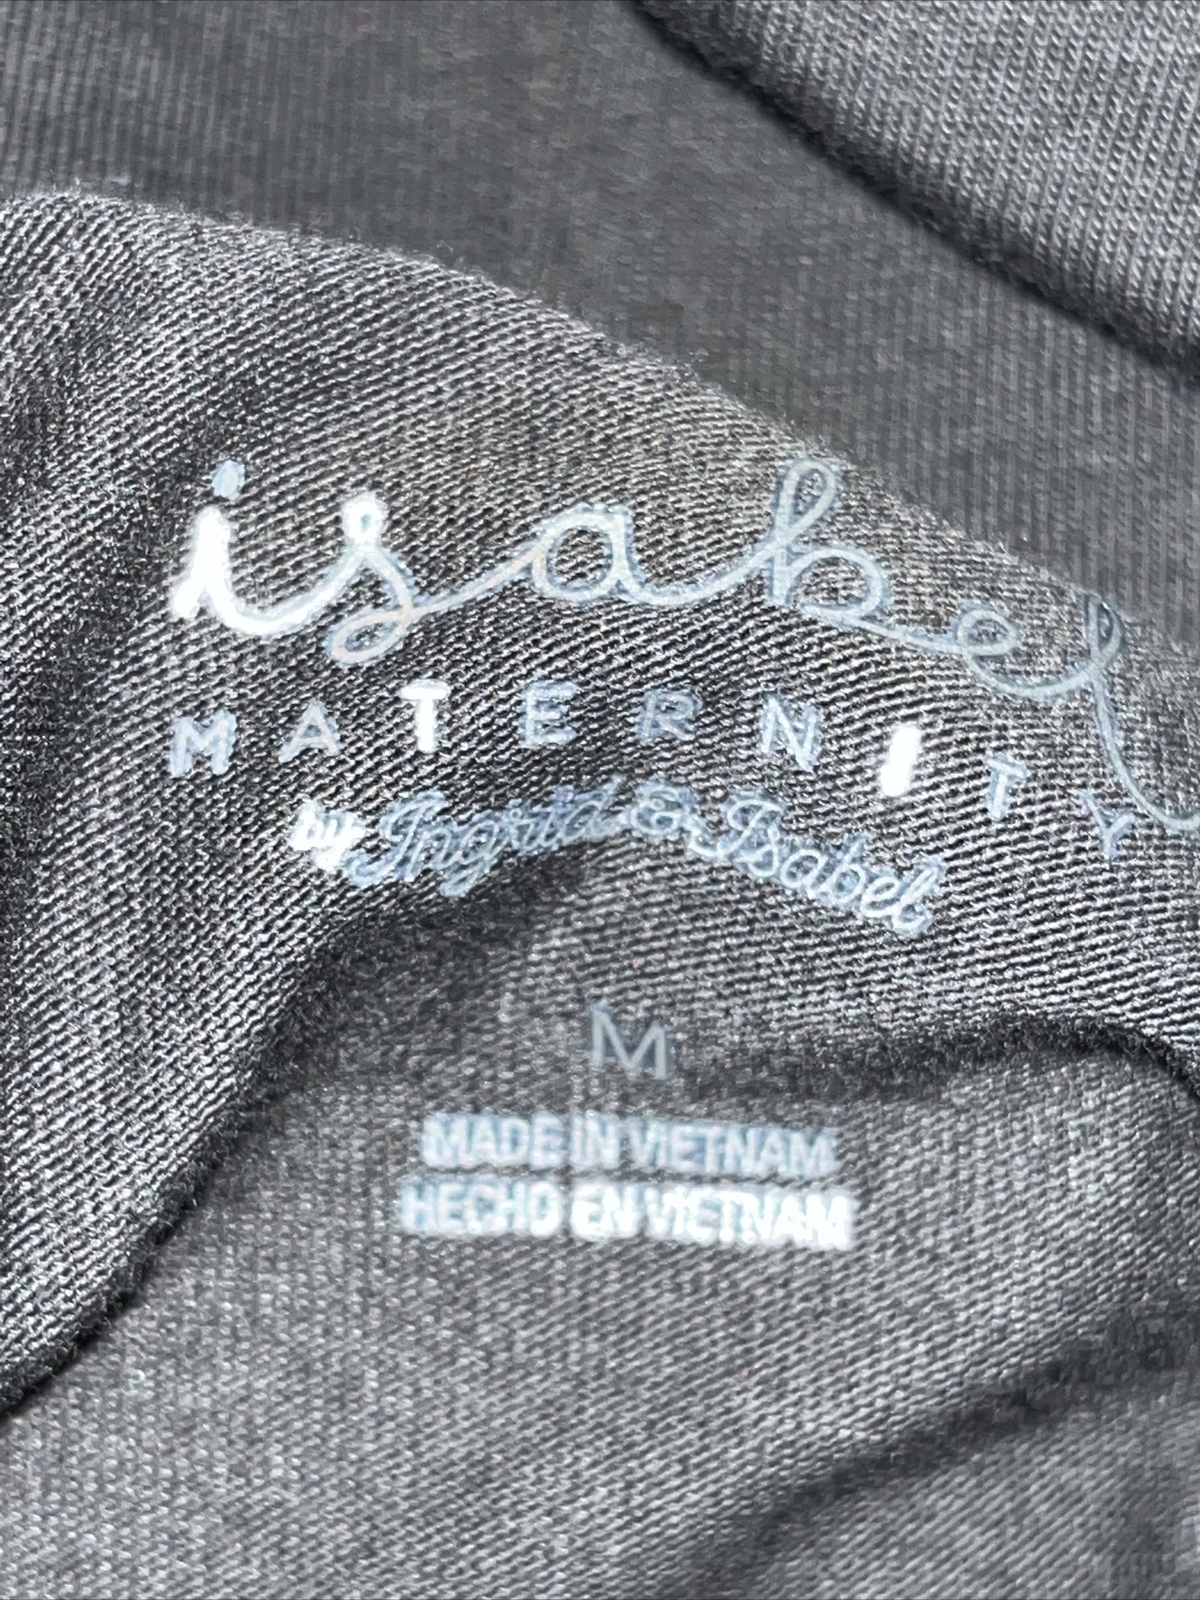 isabel
MATERNITY
by Ingrid & Isabel
M
MADE IN VIETNAM
HECHO EN VIETNAM